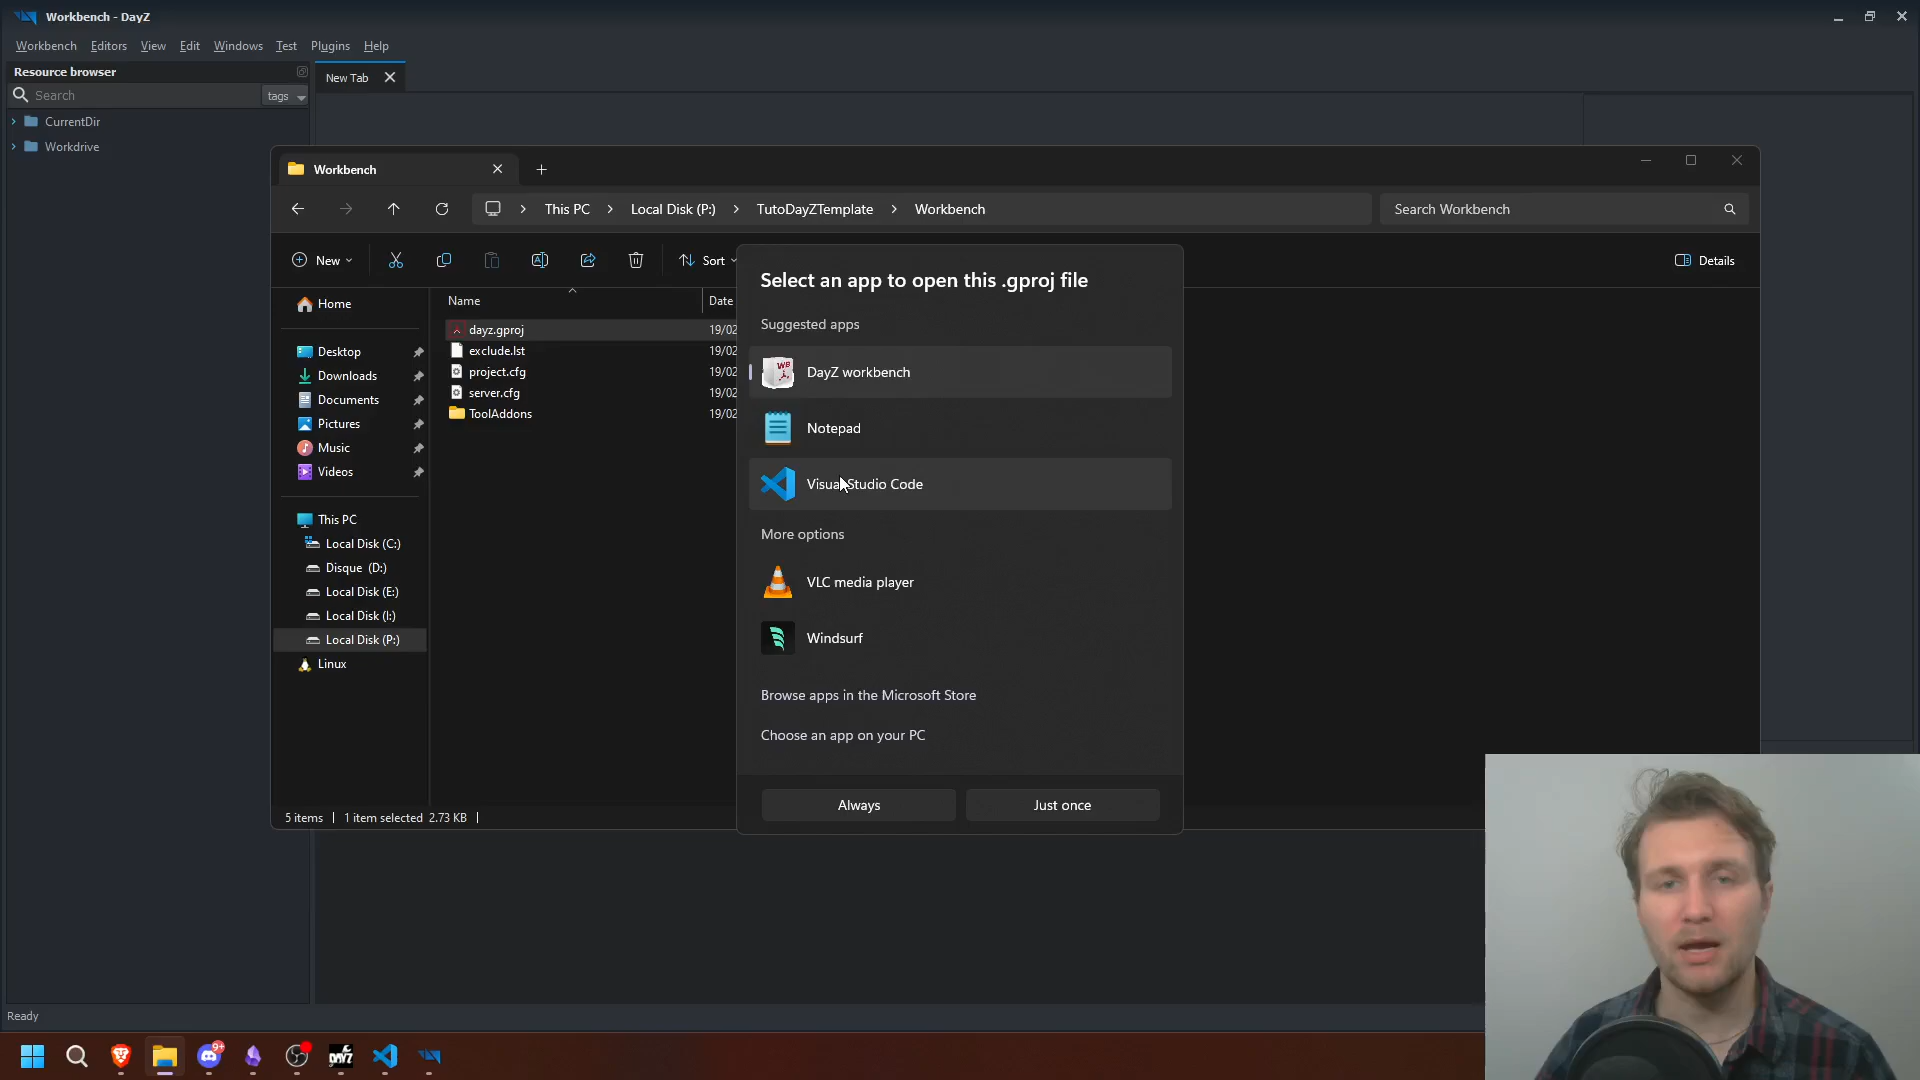 Workbench - DayZ
Workbench Editors View Edit Windows Test Plugins Help
Resource browser
New Tab
Search
tags
CurrentDir
Workdrive
Workbench
This PC
Local Disk (P:)
TutoDayZTemplate
Workbench
Search Workbench
New
Sort
Details
Home
Desktop
Downloads
Documents
Pictures
Music
Videos
This PC
Local Disk (C:)
Disque (D:)
Local Disk (E:)
Local Disk (I:)
Local Disk (P:)
Linux
Name
Date
dayz.gproj
19/02
exclude.lst
19/02
project.cfg
19/02
server.cfg
19/02
ToolAddons
19/02
5 items
1 item selected 2.73 KB
Select an app to open this .gproj file
Suggested apps
WB
DayZ workbench
Notepad
Visual Studio Code
More options
VLC media player
Windsurf
Browse apps in the Microsoft Store
Choose an app on your PC
Always
Just once
Ready
9+
DAYZ